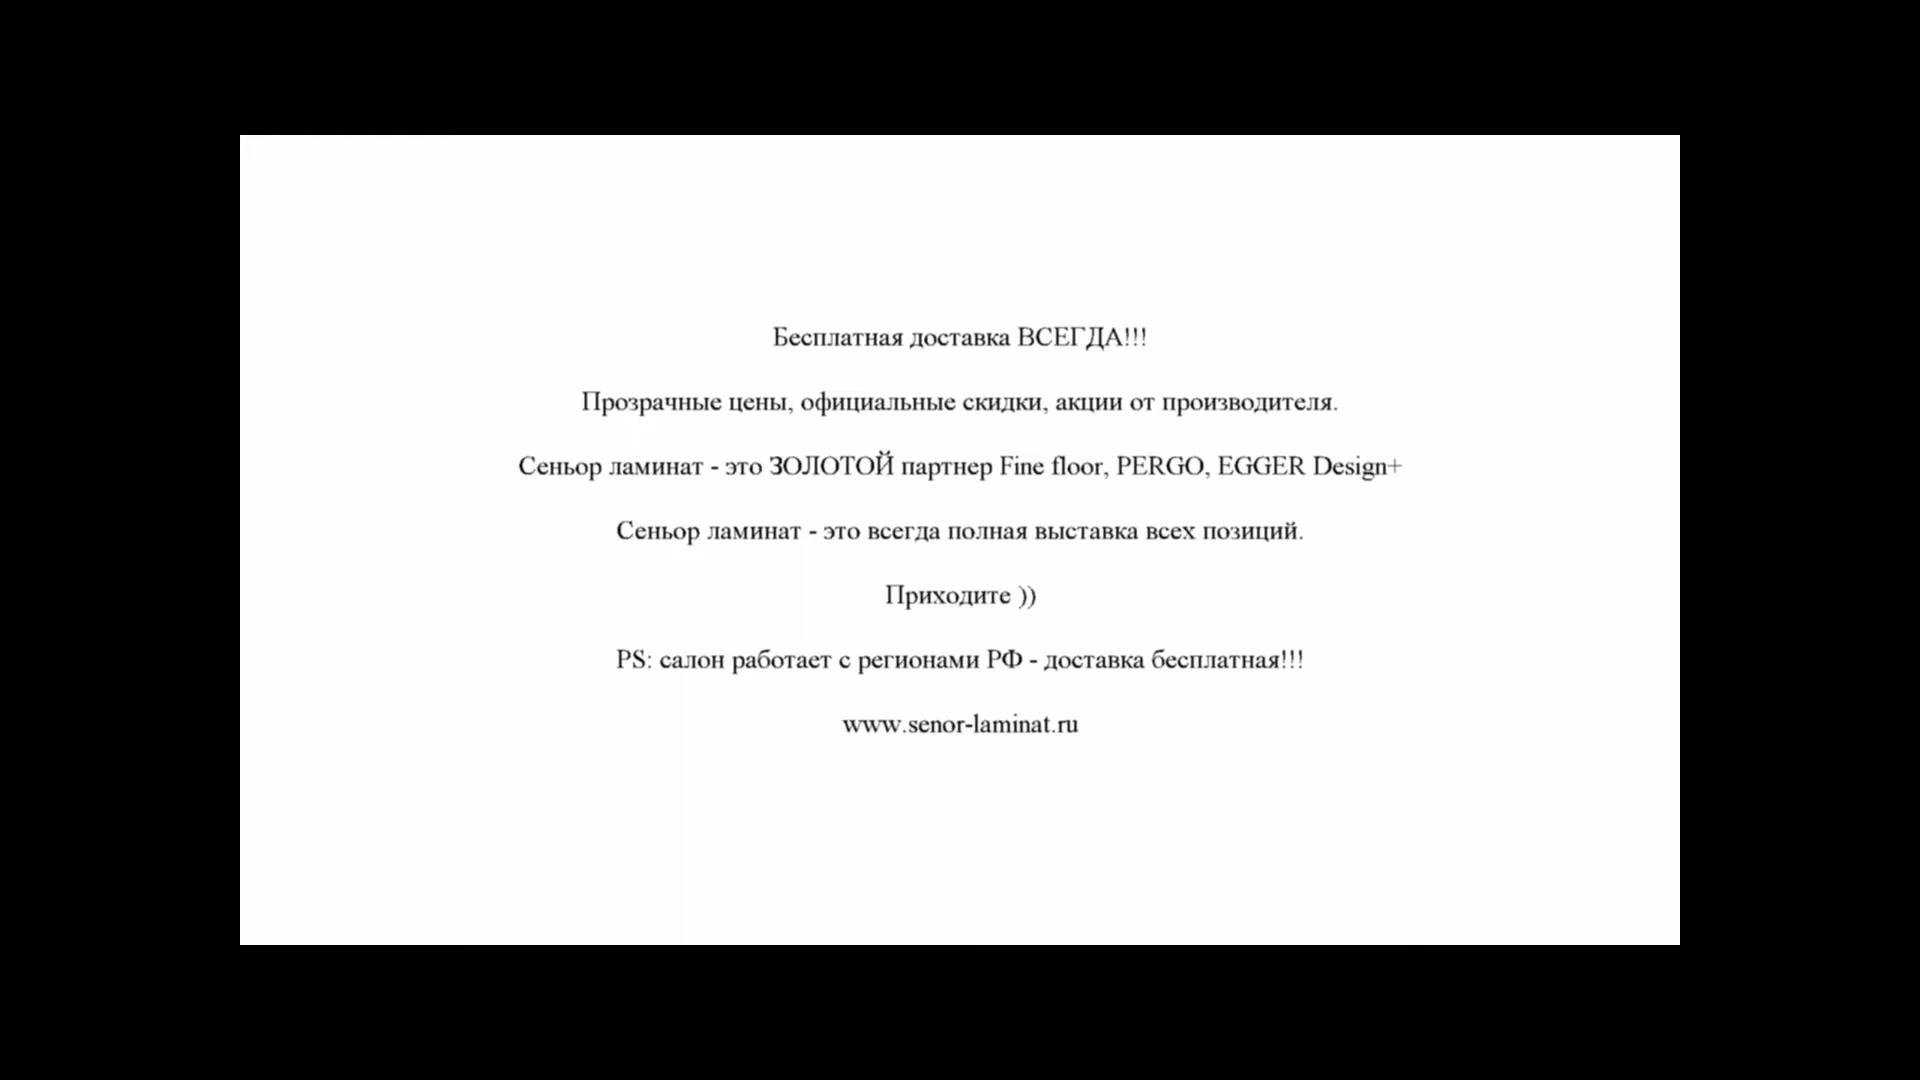 Бесплатная доставка ВСЕГДА!!!
Прозрачные цены, официальные скидки, акции от производителя.
Сеньор ламинат - это ЗОЛОТОЙ партнер Fine floor, PERGO, EGGER Design+
Сеньор ламинат - это всегда полная выставка всех позиций.
Приходите ))
PS: салон работает с регионами РФ - доставка бесплатная!!!
www.senor-laminat.ru